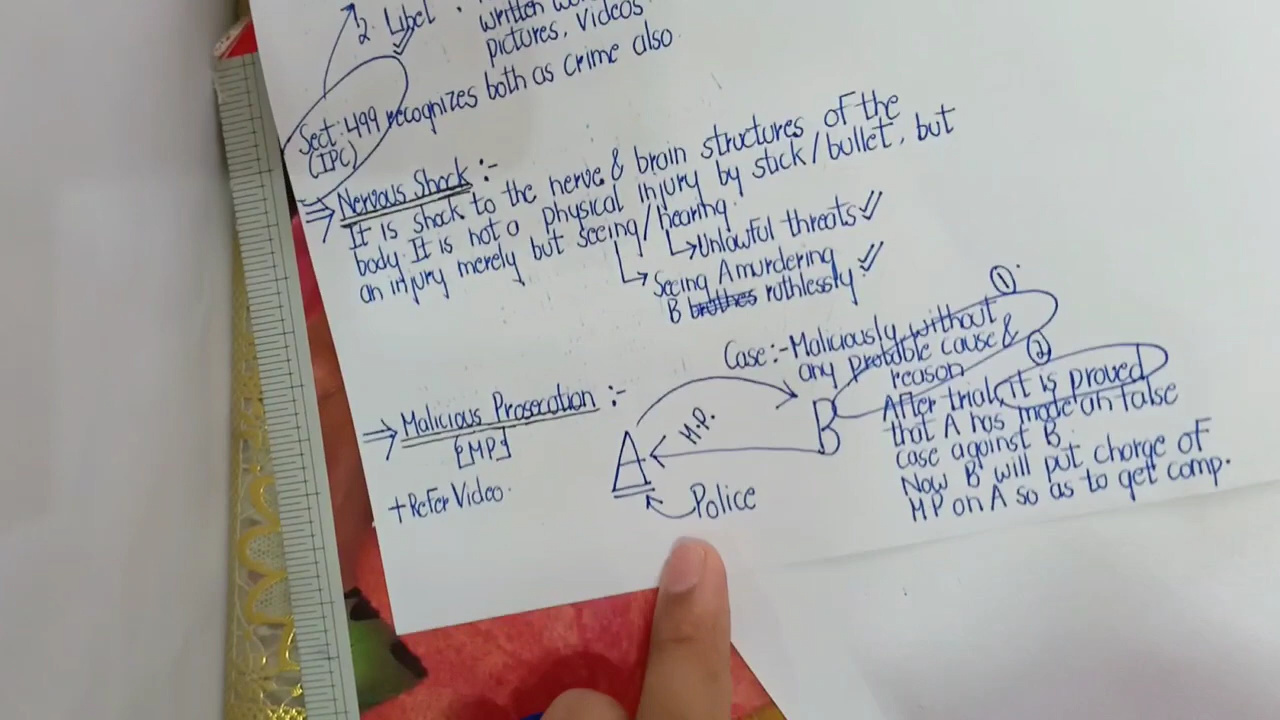 2. Libel
written
pictures, Videos.
Sect: 499 recognizes both as crime also
(IPC)
⇒ Nervous Shock :-
It is shock to the nerve & brain structures of the
body. It is not a physical injury by stick/bullet, but
an injury merely but seeing/hearing.
↳ Unlawful threats
↳ Seeing A murdering
B ruthlessly
Case:- Maliciously without ①
any probable cause &
reason ②
⇒ Malicious Prosecution :-
[MP]
+ Refer Video.
A
M.P.
B
Police
After trial, it is proved
that A has made an false
case against B.
Now B will put charge of
MP on A so as to get comp.